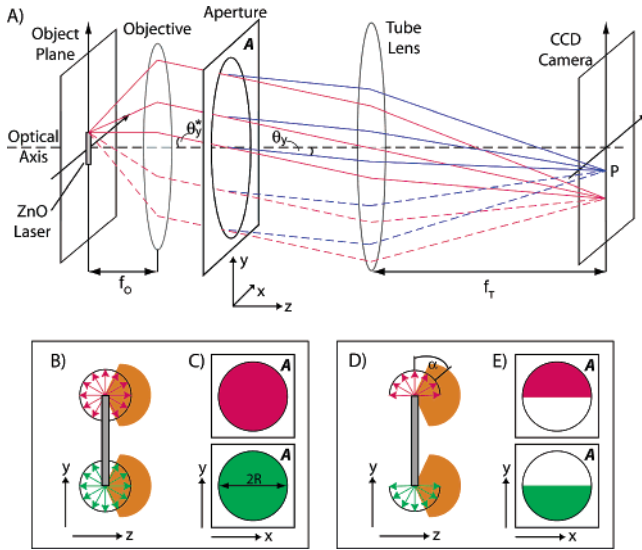 A)
Object
Plane
Objective
Aperture
A
Tube
Lens
CCD
Camera
Optical
Axis
θy*
θy
P
ZnO
Laser
fO
y
x
z
fT
B)
C)
A
D)
α
E)
A
y
z
A
2R
y
x
y
z
A
y
x